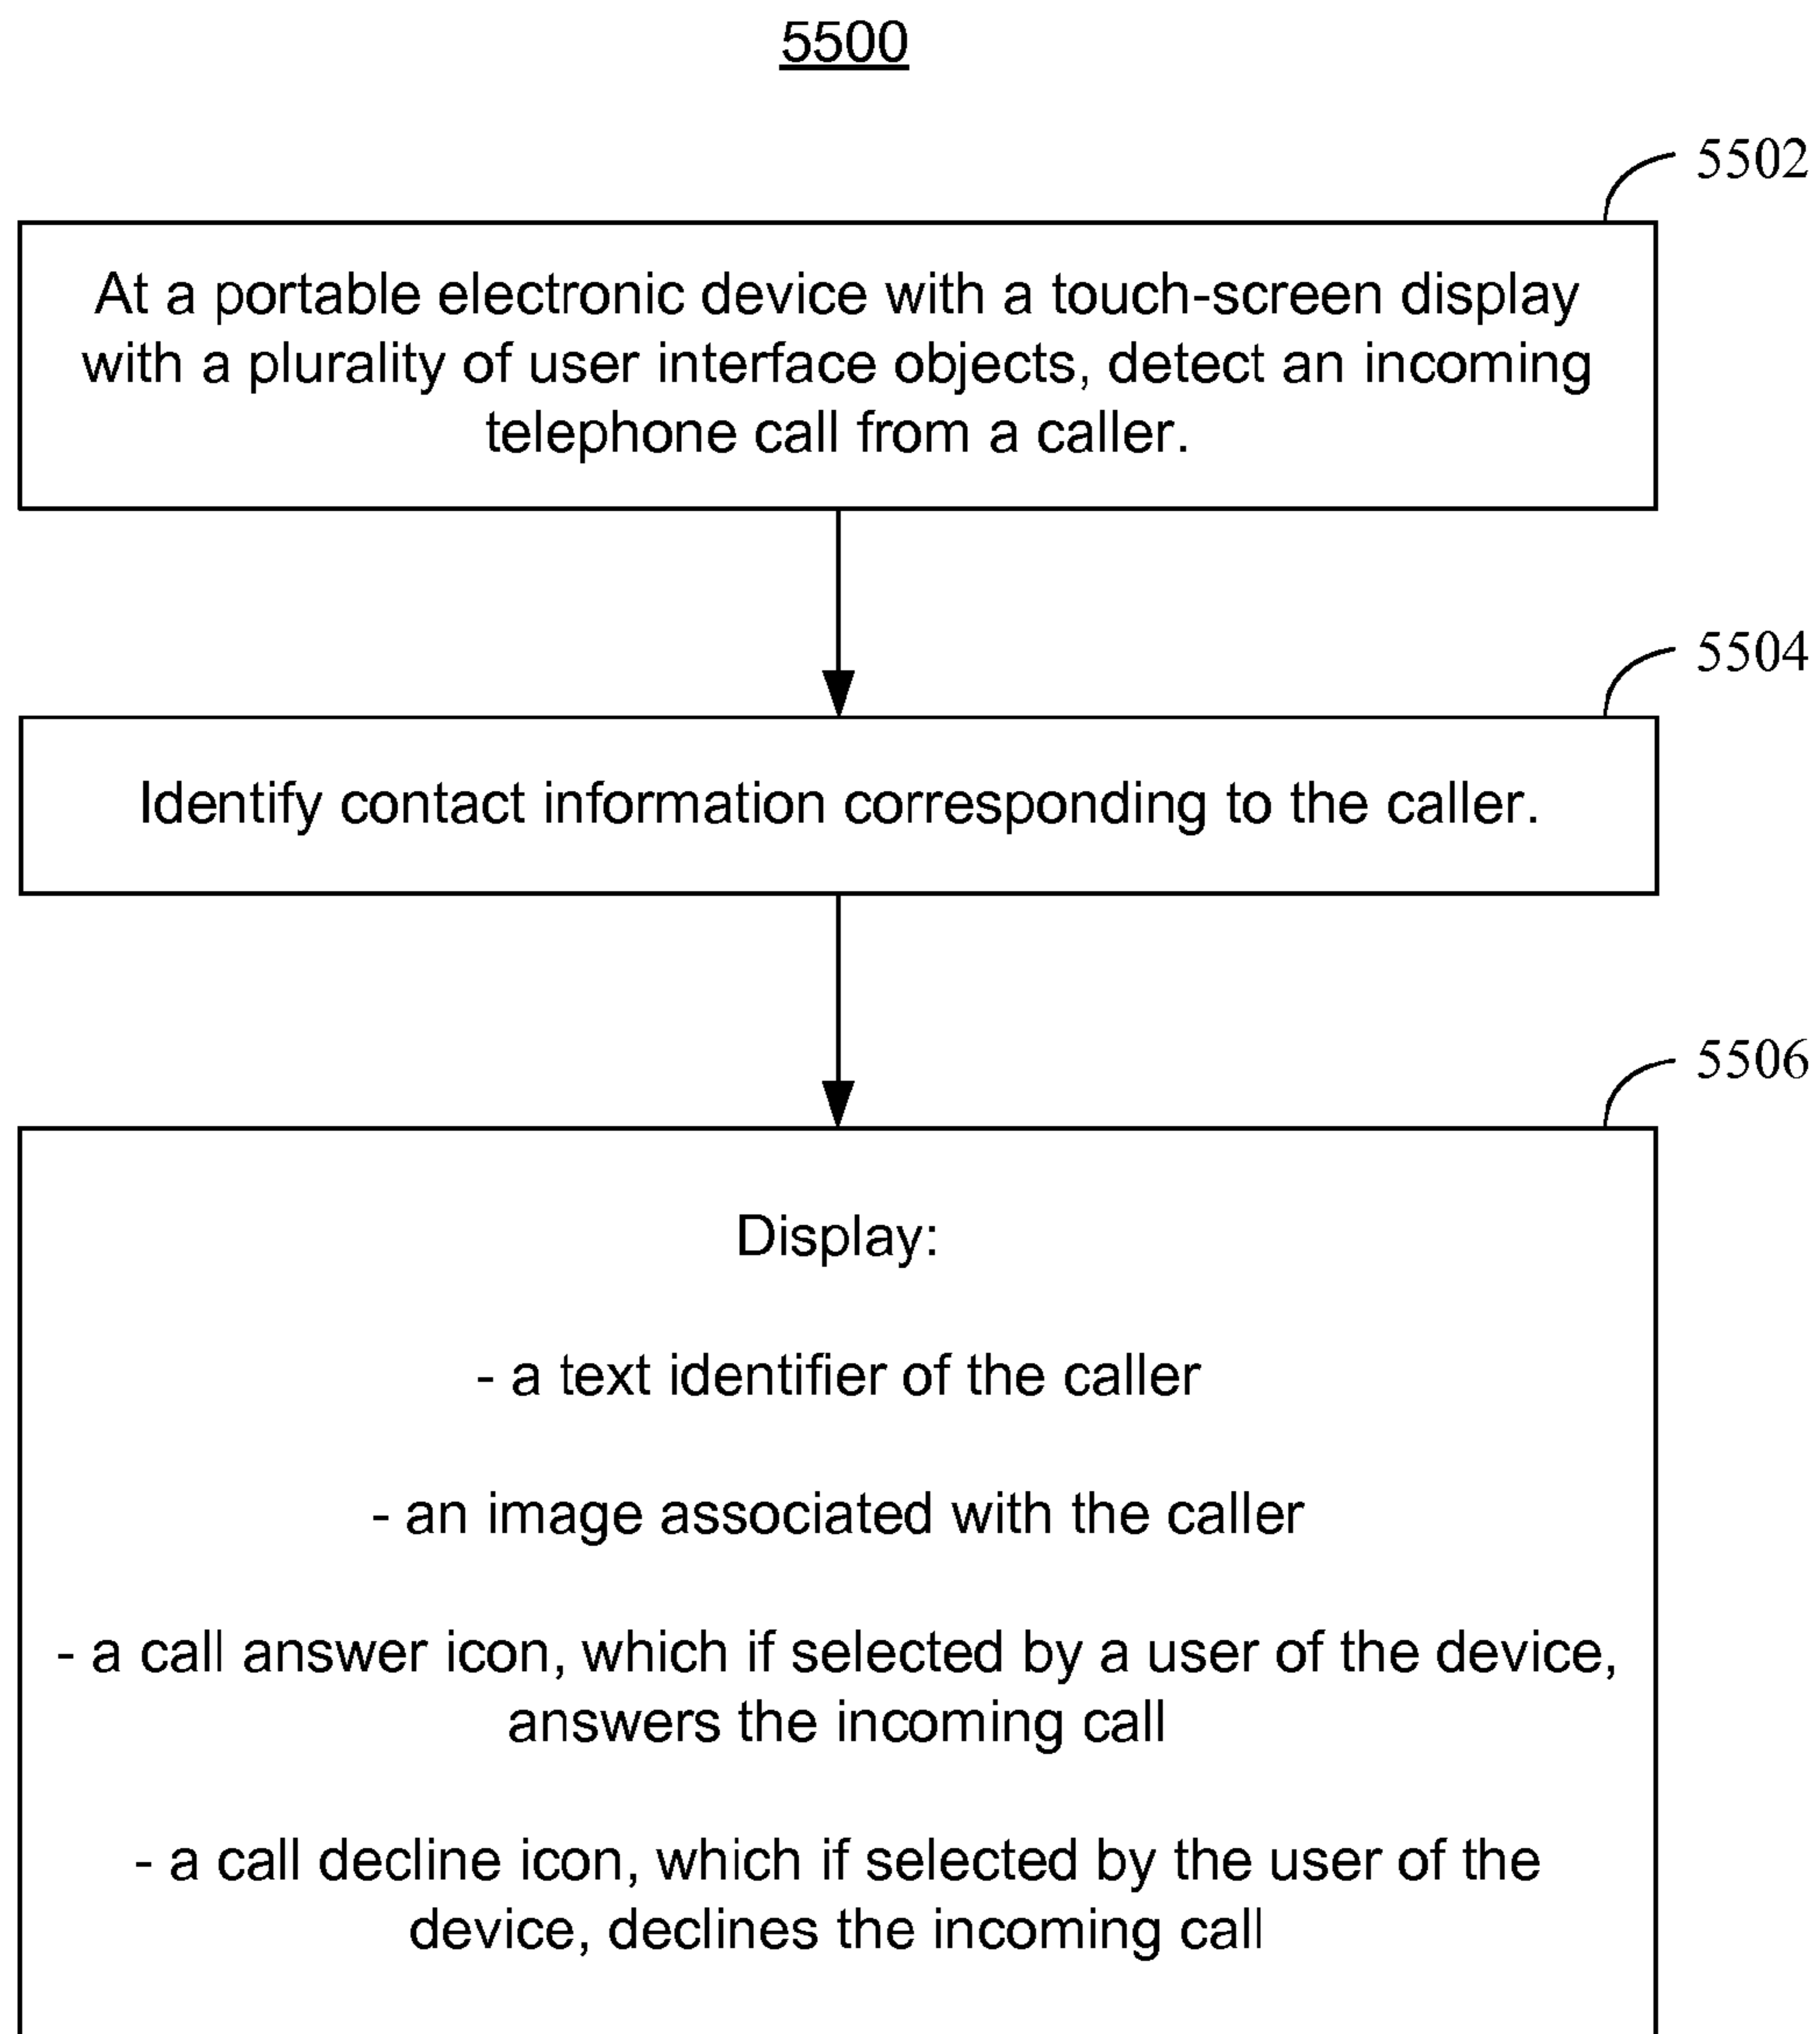 5500
5502
At a portable electronic device with a touch-screen display
with a plurality of user interface objects, detect an incoming
telephone call from a caller.
5504
Identify contact information corresponding to the caller.
5506
Display:
- a text identifier of the caller
- an image associated with the caller
- a call answer icon, which if selected by a user of the device,
answers the incoming call
- a call decline icon, which if selected by the user of the
device, declines the incoming call